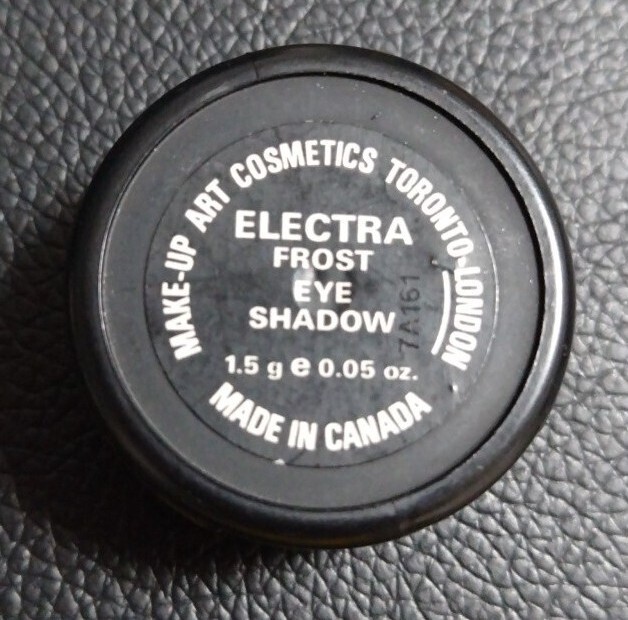 MAKE-UP ART COSMETICS TORONTO-LONDON
ELECTRA
FROST
EYE
SHADOW
7A161
1.5 g e 0.05 oz.
MADE IN CANADA